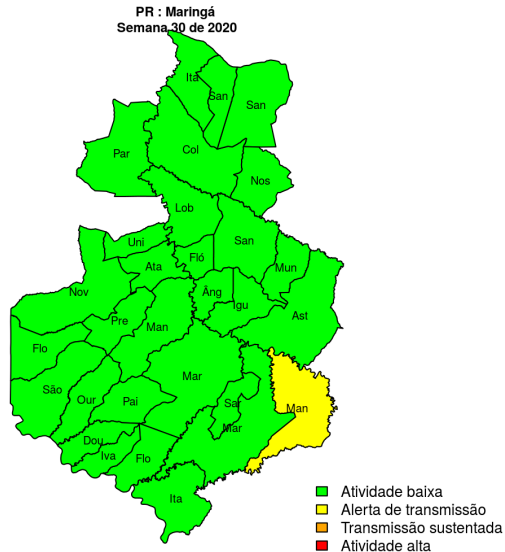 PR : Maringá
Semana 30 de 2020
Ita
San
San
Par
Col
Nos
Lob
Uni
San
Fló
Ata
Mun
Nov
Âng
Igu
Ast
Pre
Man
Flo
Mar
São
Our
Pai
Sar
Man
Mar
Dou
Iva
Flo
Ita
Atividade baixa
Alerta de transmissão
Transmissão sustentada
Atividade alta